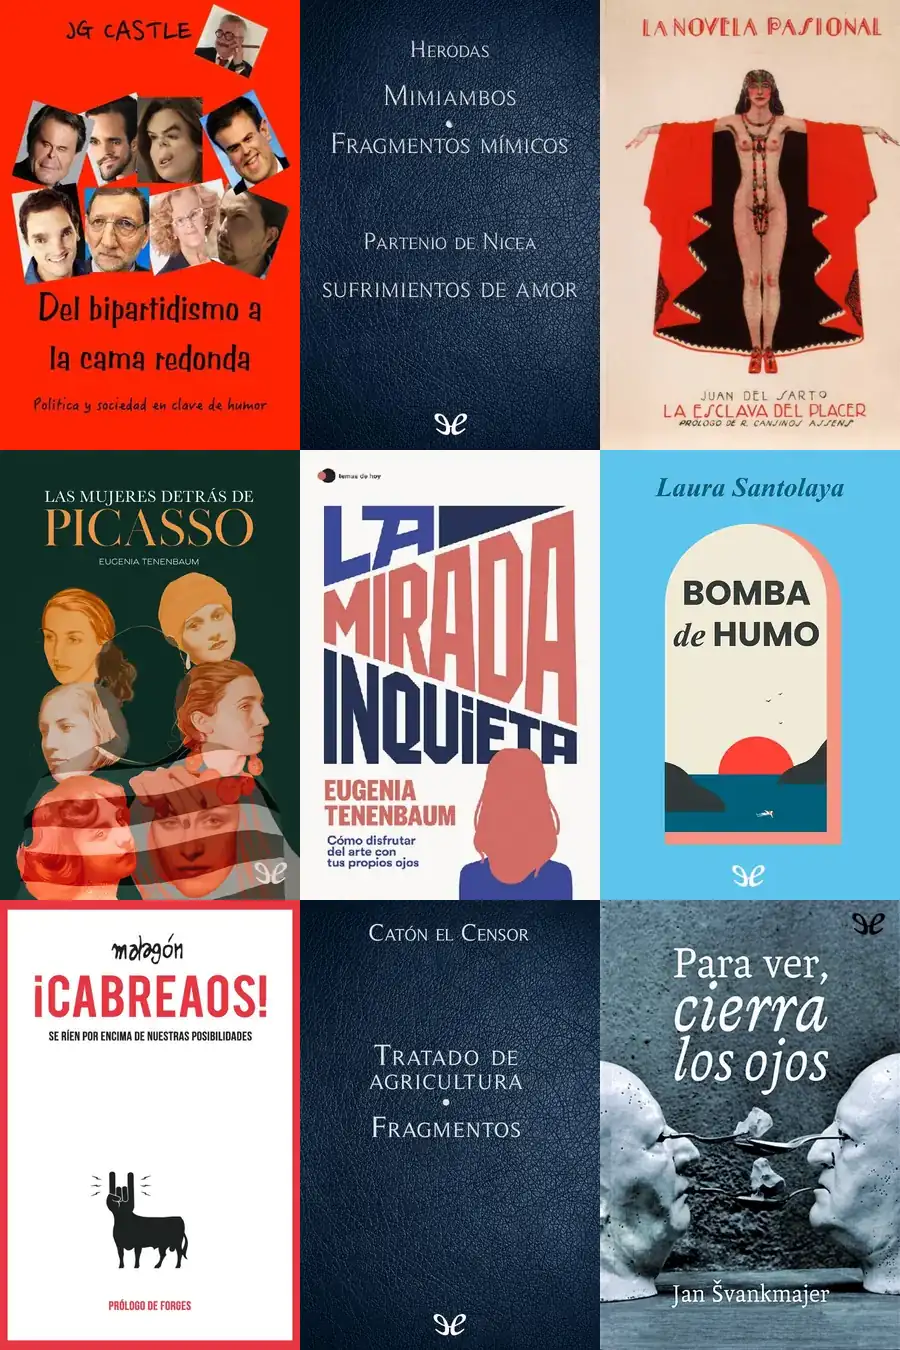 JG CASTLE
Del bipartidismo a
la cama redonda
Política y sociedad en clave de humor
HERODAS
MIMIAMBOS
•
FRAGMENTOS MÍMICOS
PARTENIO DE NICEA
SUFRIMIENTOS DE AMOR
LA NOVELA PASIONAL
JUAN DEL SARTO
LA ESCLAVA DEL PLACER
PRÓLOGO DE R. CANSINOS ASSENS
LAS MUJERES DETRÁS DE
PICASSO
EUGENIA TENENBAUM
temas de hoy
LA
MIRADA
INQUIETA
EUGENIA
TENENBAUM
Cómo disfrutar
del arte con
tus propios ojos
Laura Santolaya
BOMBA
de HUMO
malagón
¡CABREAOS!
SE RÍEN POR ENCIMA DE NUESTRAS POSIBILIDADES
PRÓLOGO DE FORGES
CATÓN EL CENSOR
TRATADO DE
AGRICULTURA
•
FRAGMENTOS
Para ver,
cierra
los ojos
Jan Švankmajer